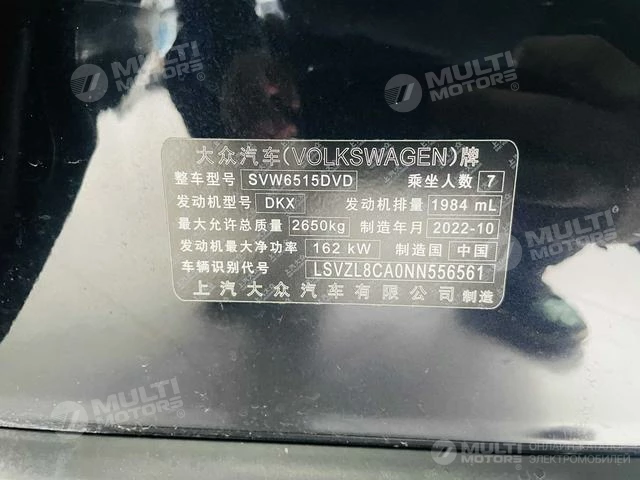 MULTI
MOTORS®
MULTI
MOTORS®
大众汽车(VOLKSWAGEN)牌
整车型号 SVW6515DVD 乘坐人数 7
发动机型号 DKX 发动机排量 1984 mL
最大允许总质量 2650kg 制造年月 2022-10
发动机最大净功率 162 kW 制造国 中国
车辆识别代号 LSVZL8CA0NN556561
上汽大众汽车有限公司 制造
MULTI
MOTORS
MULTI
MOTORS
ОНЛАЙН-
ЭЛЕКТРОМОБИЛЕЙ